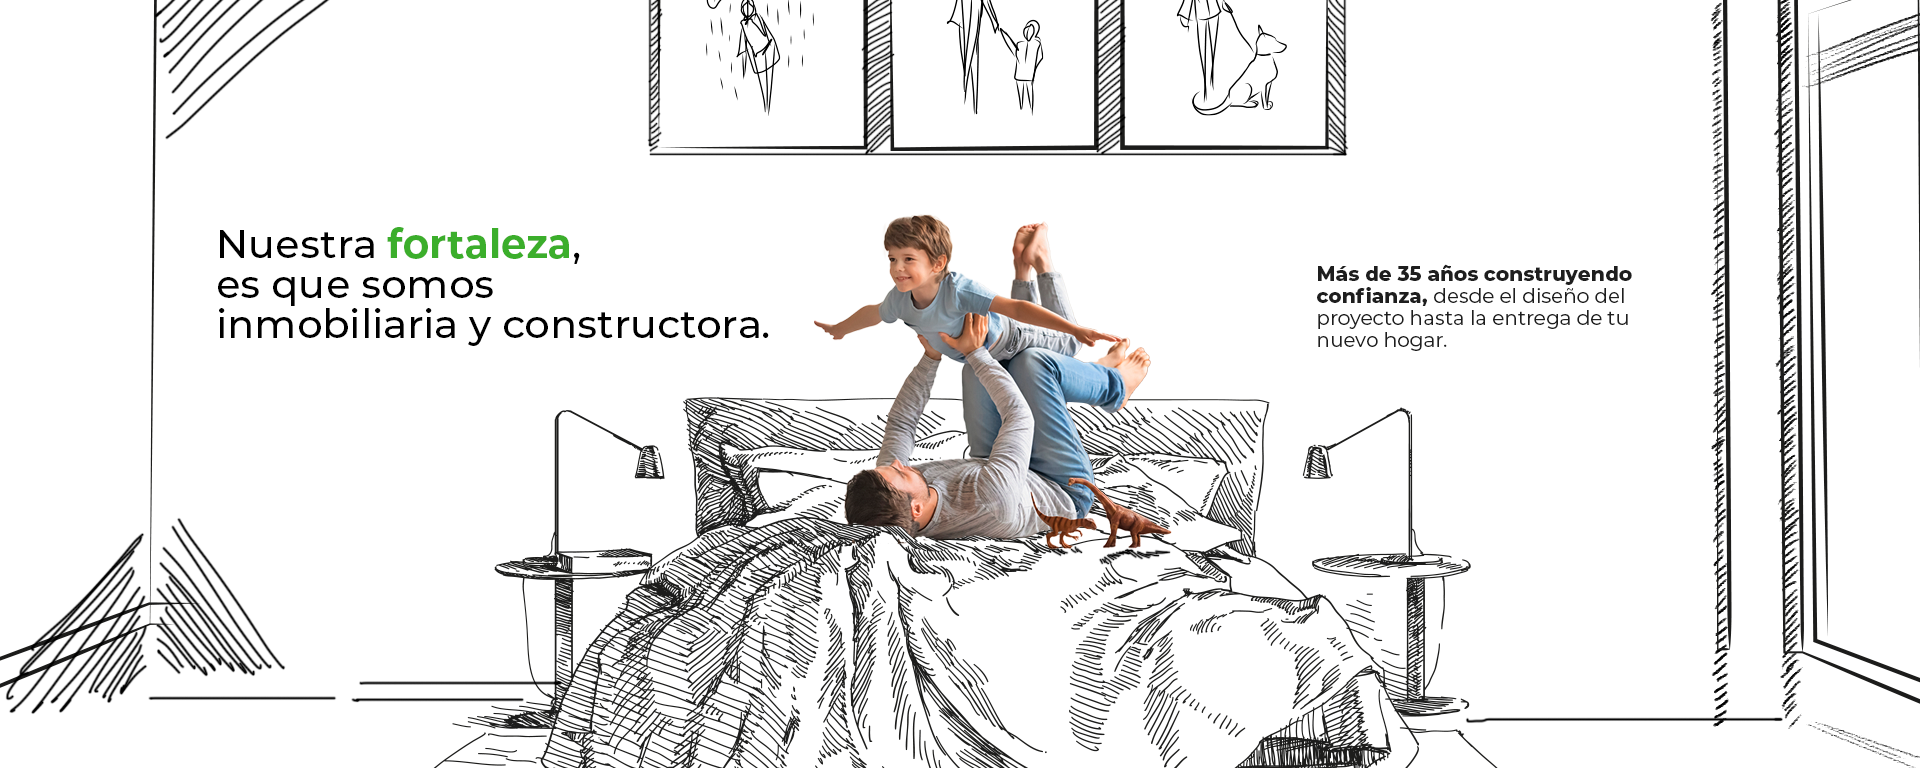 Nuestra fortaleza,
es que somos
inmobiliaria y constructora.
Más de 35 años construyendo
confianza, desde el diseño del
proyecto hasta la entrega de tu
nuevo hogar.